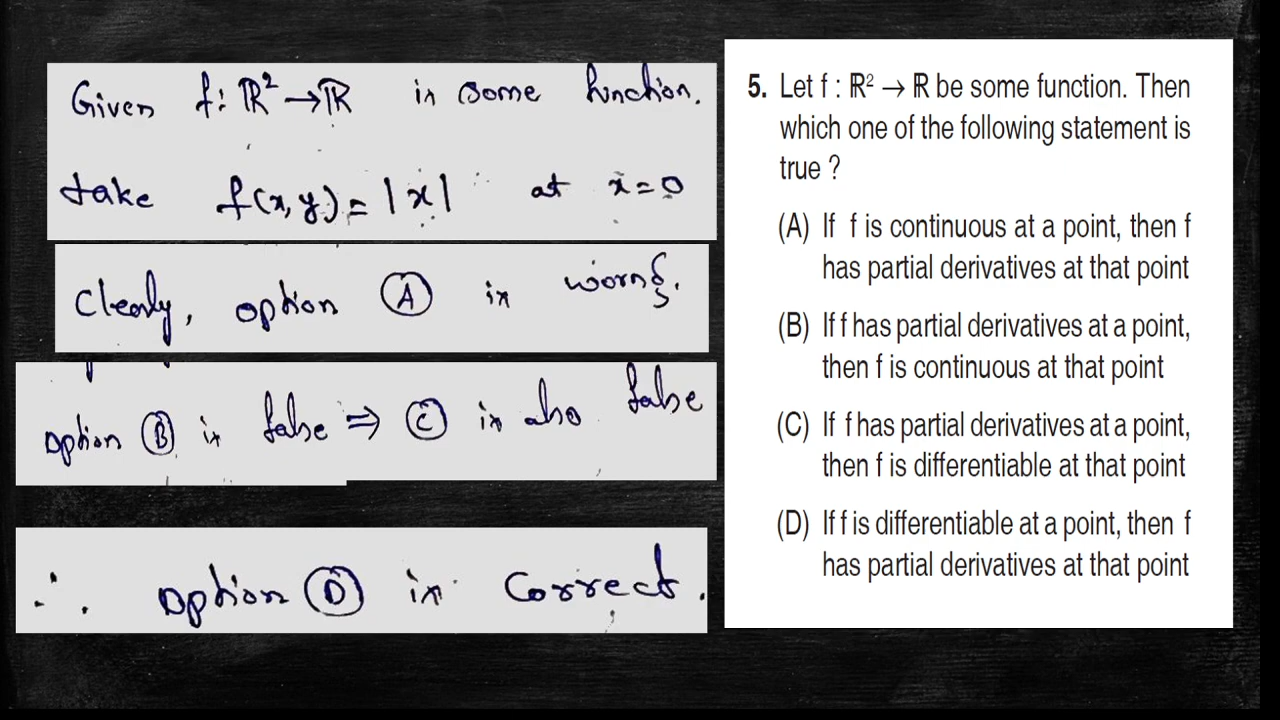 Given f: ℝ² → ℝ is some function.
take f(x,y) = |x| at x=0
Clearly, option Ⓐ is worng.
option Ⓑ is false ⇒ Ⓒ is also false
∴ option Ⓓ is correct.
5. Let f : ℝ² → ℝ be some function. Then
which one of the following statement is
true ?
(A) If f is continuous at a point, then f
has partial derivatives at that point
(B) If f has partial derivatives at a point,
then f is continuous at that point
(C) If f has partial derivatives at a point,
then f is differentiable at that point
(D) If f is differentiable at a point, then f
has partial derivatives at that point